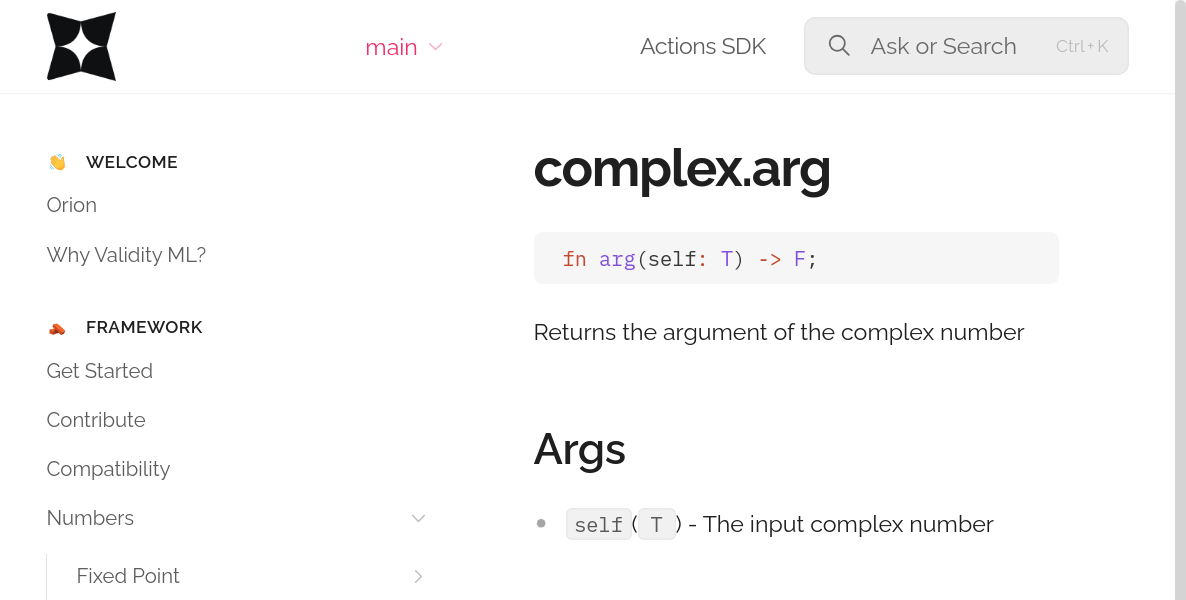 main
Actions SDK
Ask or Search
Ctrl + K
WELCOME
Orion
Why Validity ML?
FRAMEWORK
Get Started
Contribute
Compatibility
Numbers
Fixed Point
complex.arg
fn arg(self: T) -> F;
Returns the argument of the complex number
Args
self(T) - The input complex number